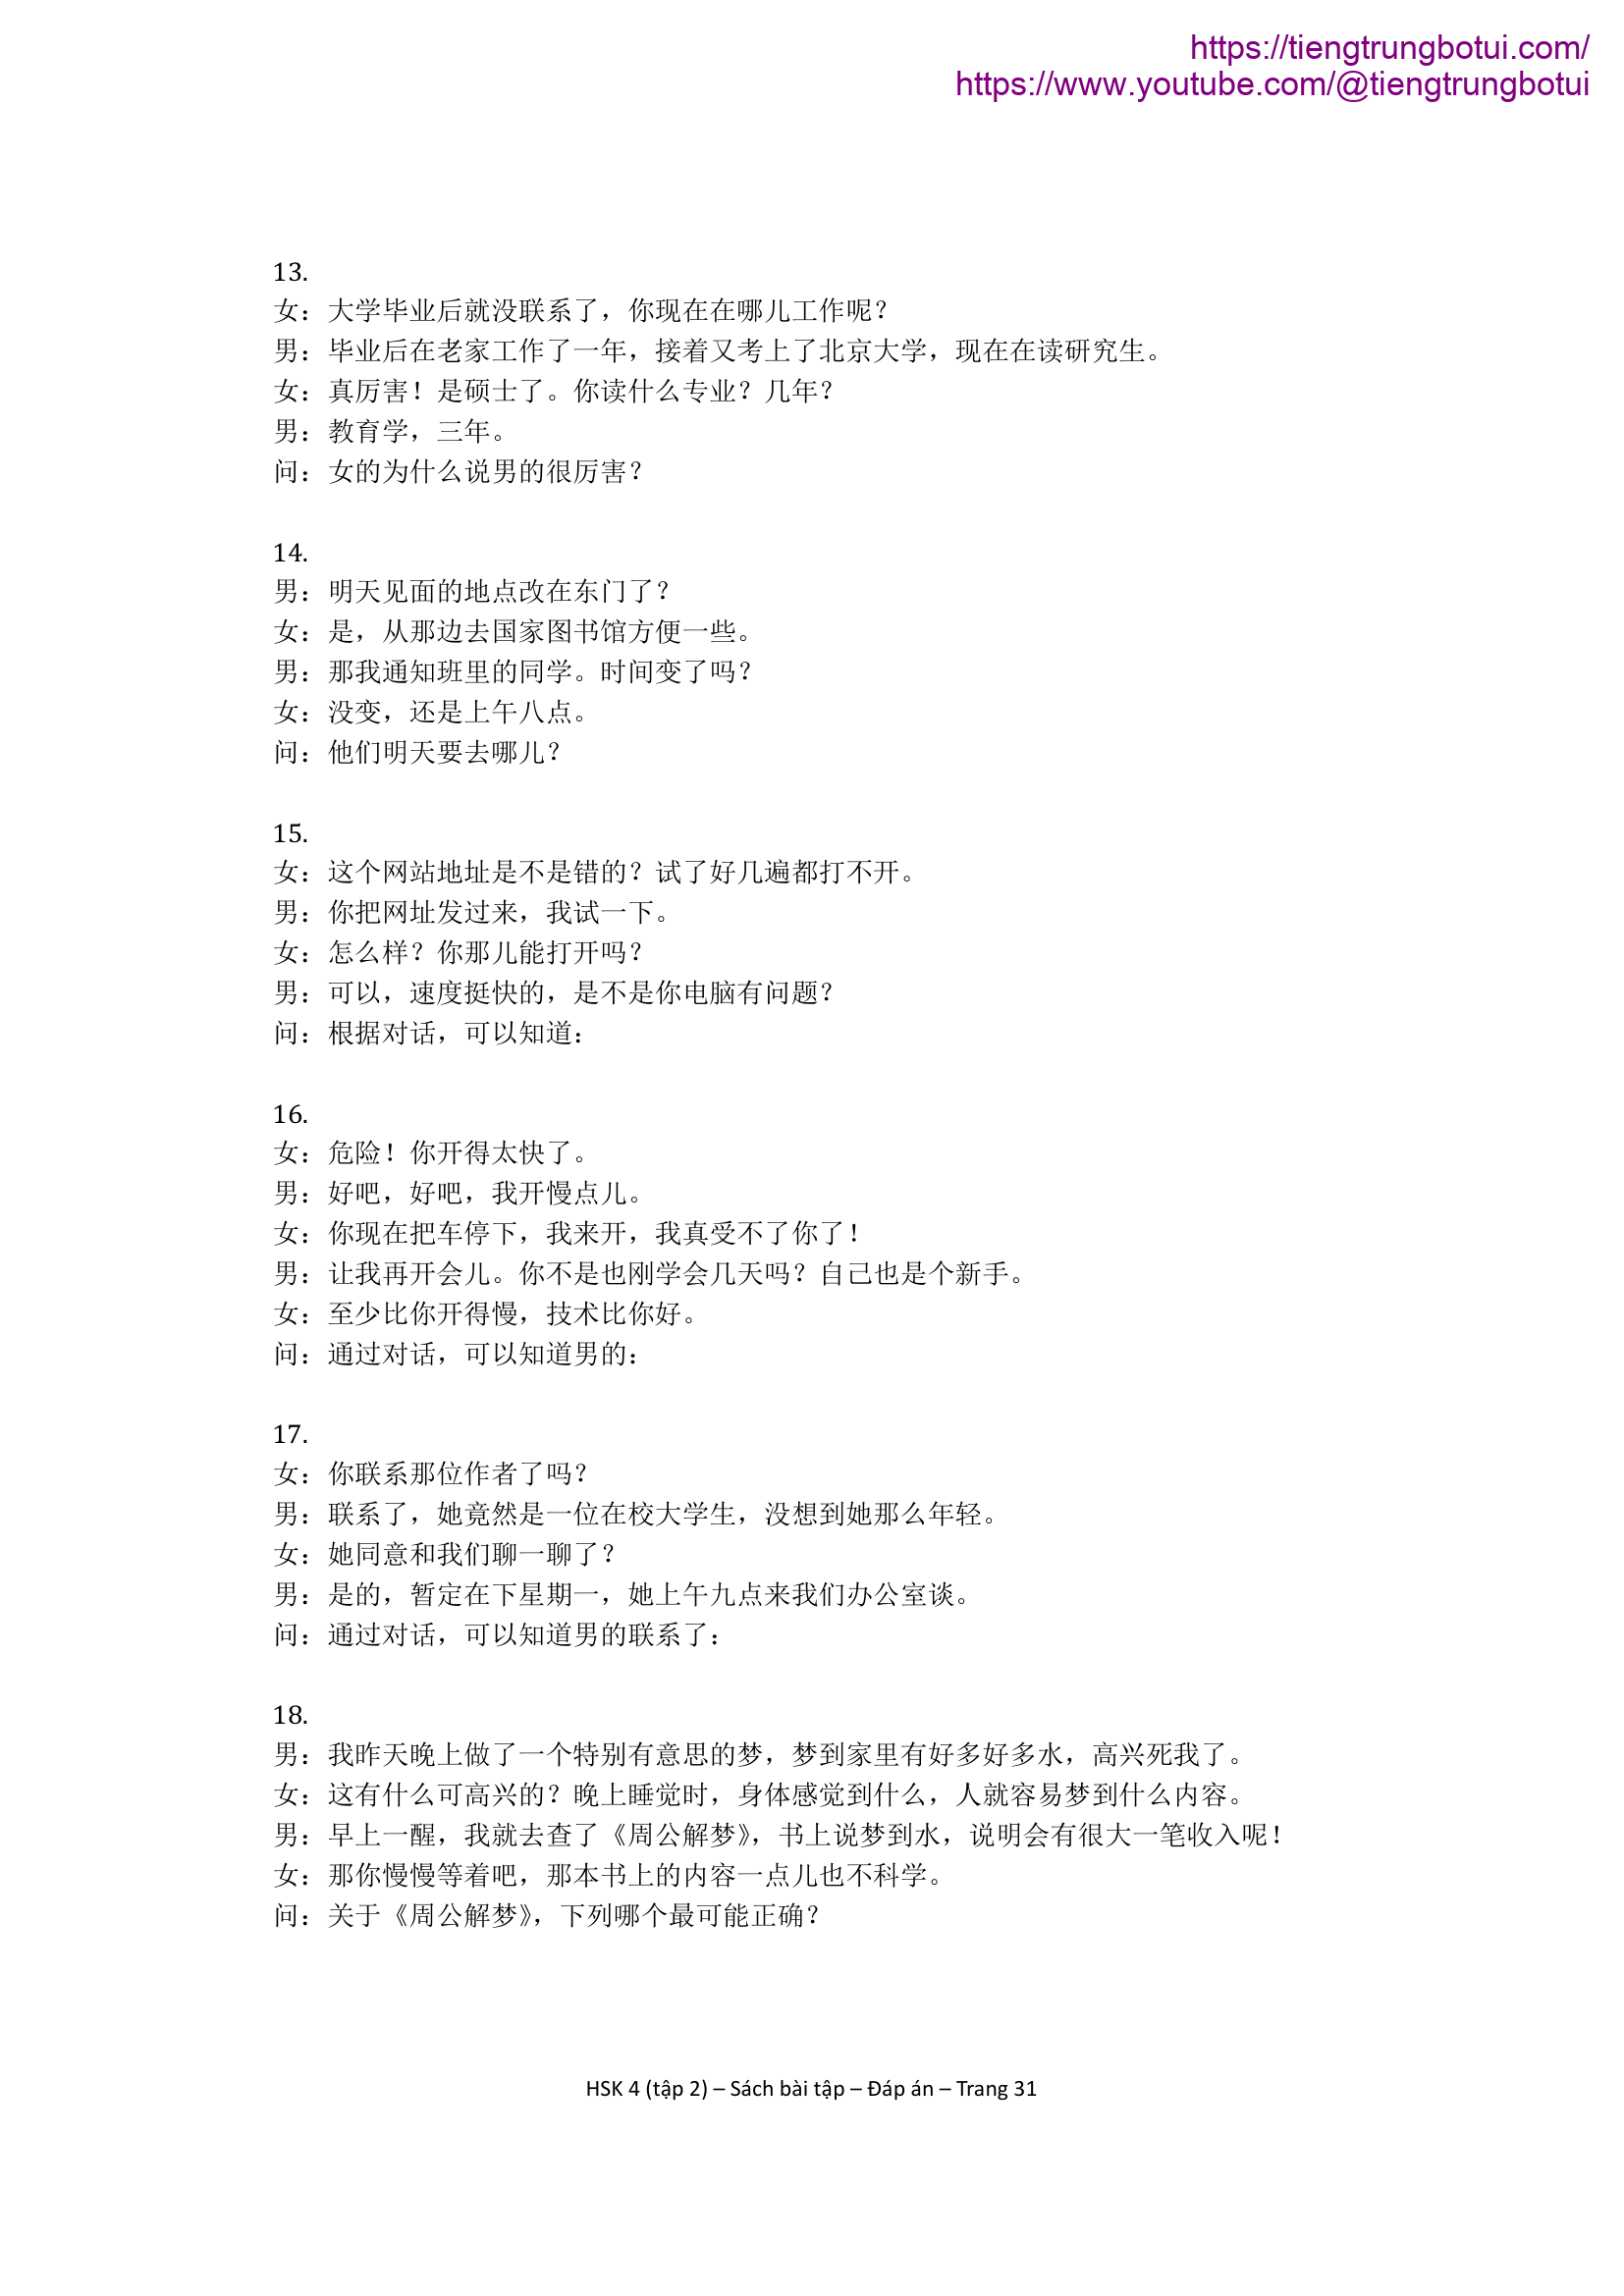 https://tiengtrungbotui.com/
https://www.youtube.com/@tiengtrungbotui
13.
女：大学毕业后就没联系了，你现在在哪儿工作呢？
男：毕业后在老家工作了一年，接着又考上了北京大学，现在在读研究生。
女：真厉害！是硕士了。你读什么专业？几年？
男：教育学，三年。
问：女的为什么说男的很厉害？
14.
男：明天见面的地点改在东门了？
女：是，从那边去国家图书馆方便一些。
男：那我通知班里的同学。时间变了吗？
女：没变，还是上午八点。
问：他们明天要去哪儿？
15.
女：这个网站地址是不是错的？试了好几遍都打不开。
男：你把网址发过来，我试一下。
女：怎么样？你那儿能打开吗？
男：可以，速度挺快的，是不是你电脑有问题？
问：根据对话，可以知道：
16.
女：危险！你开得太快了。
男：好吧，好吧，我开慢点儿。
女：你现在把车停下，我来开，我真受不了你了！
男：让我再开会儿。你不是也刚学会几天吗？自己也是个新手。
女：至少比你开得慢，技术比你好。
问：通过对话，可以知道男的：
17.
女：你联系那位作者了吗？
男：联系了，她竟然是一位在校大学生，没想到她那么年轻。
女：她同意和我们聊一聊了？
男：是的，暂定在下星期一，她上午九点来我们办公室谈。
问：通过对话，可以知道男的联系了：
18.
男：我昨天晚上做了一个特别有意思的梦，梦到家里有好多好多水，高兴死我了。
女：这有什么可高兴的？晚上睡觉时，身体感觉到什么，人就容易梦到什么内容。
男：早上一醒，我就去查了《周公解梦》，书上说梦到水，说明会有很大一笔收入呢！
女：那你慢慢等着吧，那本书上的内容一点儿也不科学。
问：关于《周公解梦》，下列哪个最可能正确？
HSK 4 (tập 2) – Sách bài tập – Đáp án – Trang 31